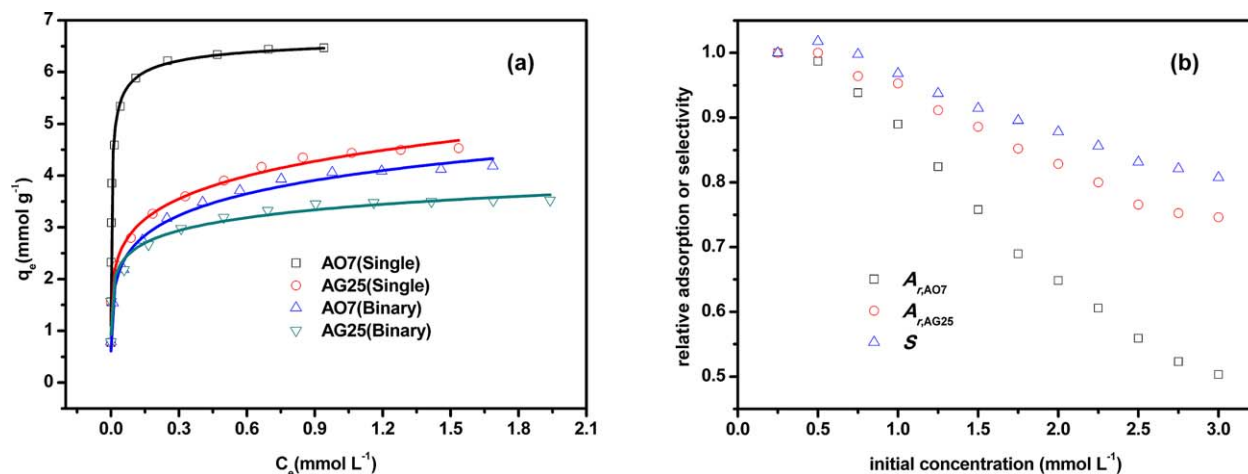 (a)
7
6
5
4
3
2
1
0
qₑ(mmol g⁻¹)
AO7(Single)
AG25(Single)
AO7(Binary)
AG25(Binary)
0.0 0.3 0.6 0.9 1.2 1.5 1.8 2.1
Cₑ(mmol L⁻¹)
(b)
1.0
0.9
0.8
0.7
0.6
0.5
relative adsorption or selectivity
A r,AO7
A r,AG25
S
0.0 0.5 1.0 1.5 2.0 2.5 3.0
initial concentration (mmol L⁻¹)